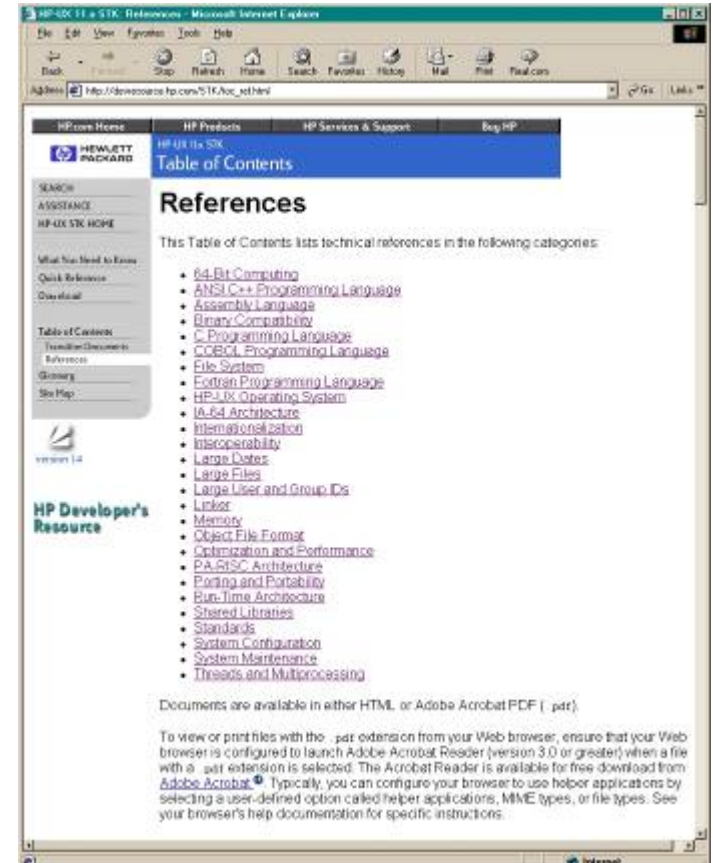 HP-UX 11.x STK: References - Microsoft Internet Explorer
File Edit View Favorites Tools Help
Back Forward Stop Refresh Home Search Favorites History Mail Print Real.com
Address http://devresource.hp.com/STK/toc_ref.html Go Links
HP.com Home HP Products HP Services & Support Buy HP
HEWLETT PACKARD
HP-UX 11x STK
Table of Contents
SEARCH
ASSISTANCE
HP-UX STK HOME
What You Need to Know
Quick Reference
Download
Table of Contents
Transition Documents
References
Glossary
Site Map
version 1.4
HP Developer's
Resource
References
This Table of Contents lists technical references in the following categories:
64-Bit Computing
ANSI C++ Programming Language
Assembly Language
Binary Compatibility
C Programming Language
COBOL Programming Language
File System
Fortran Programming Language
HP-UX Operating System
IA-64 Architecture
Internationalization
Interoperability
Large Dates
Large Files
Large User and Group IDs
Linker
Memory
Object File Format
Optimization and Performance
PA-RISC Architecture
Porting and Portability
Run-Time Architecture
Shared Libraries
Standards
System Configuration
System Maintenance
Threads and Multiprocessing
Documents are available in either HTML or Adobe Acrobat PDF ( .pdf).
To view or print files with the .pdf extension from your Web browser, ensure that your Web
browser is configured to launch Adobe Acrobat Reader (version 3.0 or greater) when a file
with a .pdf extension is selected. The Acrobat Reader is available for free download from
Adobe Acrobat. Typically, you can configure your browser to use helper applications by
selecting a user-defined option called helper applications, MIME types, or file types. See
your browser's help documentation for specific instructions.
Internet